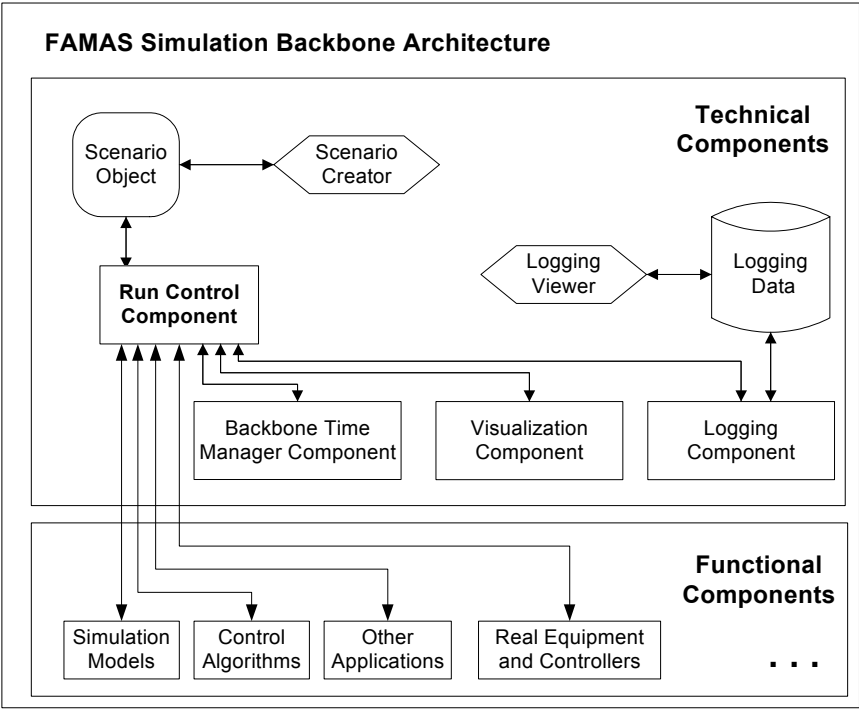 FAMAS Simulation Backbone Architecture
Technical
Components
Scenario
Object
Scenario
Creator
Logging
Viewer
Logging
Data
Run Control
Component
Backbone Time
Manager Component
Visualization
Component
Logging
Component
Functional
Components
Simulation
Models
Control
Algorithms
Other
Applications
Real Equipment
and Controllers
. . .